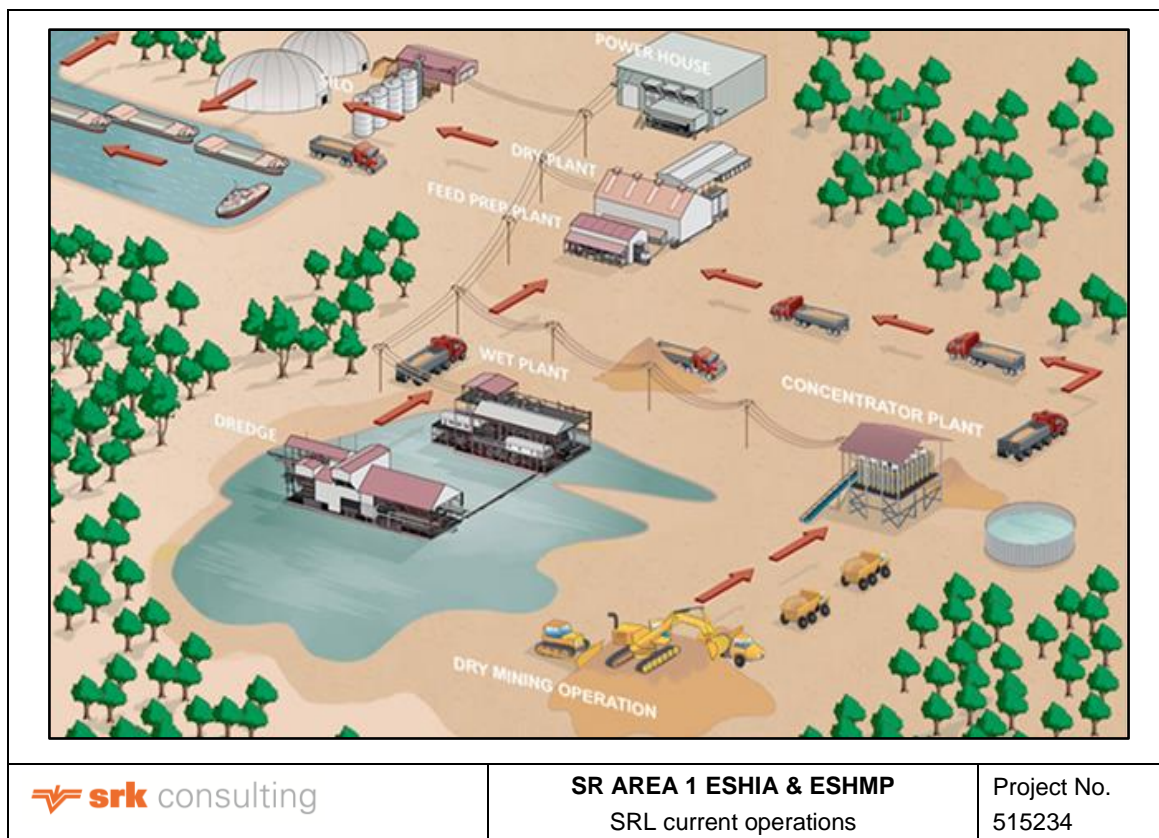 POWER HOUSE
SILO
DRY PLANT
FEED PREP PLANT
WET PLANT
CONCENTRATOR PLANT
DREDGE
DRY MINING OPERATION
srk consulting
SR AREA 1 ESHIA & ESHMP
SRL current operations
Project No.
515234